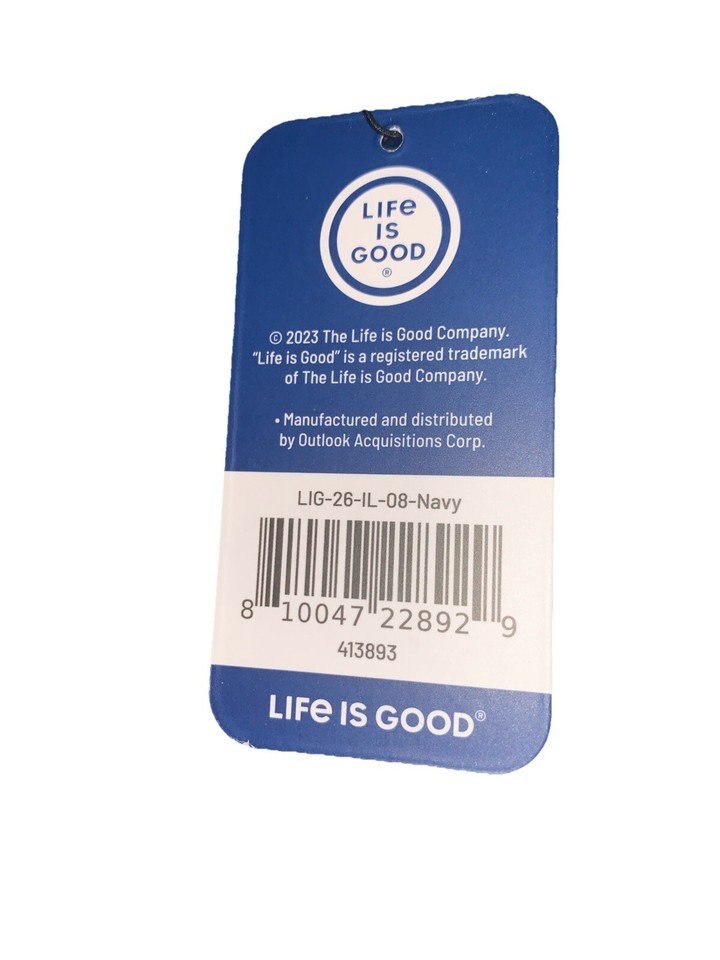 LIFe
IS
GOOD
®
© 2023 The Life is Good Company.
“Life is Good” is a registered trademark
of The Life is Good Company.
• Manufactured and distributed
by Outlook Acquisitions Corp.
LIG-26-IL-08-Navy
8 10047 22892 9
413893
LIFe IS GOOD®